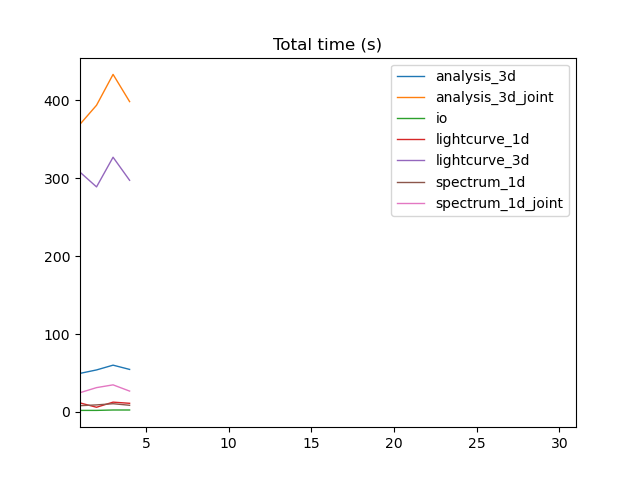 Total time (s)
analysis_3d
analysis_3d_joint
io
lightcurve_1d
lightcurve_3d
spectrum_1d
spectrum_1d_joint
400
300
200
100
0
5 10 15 20 25 30